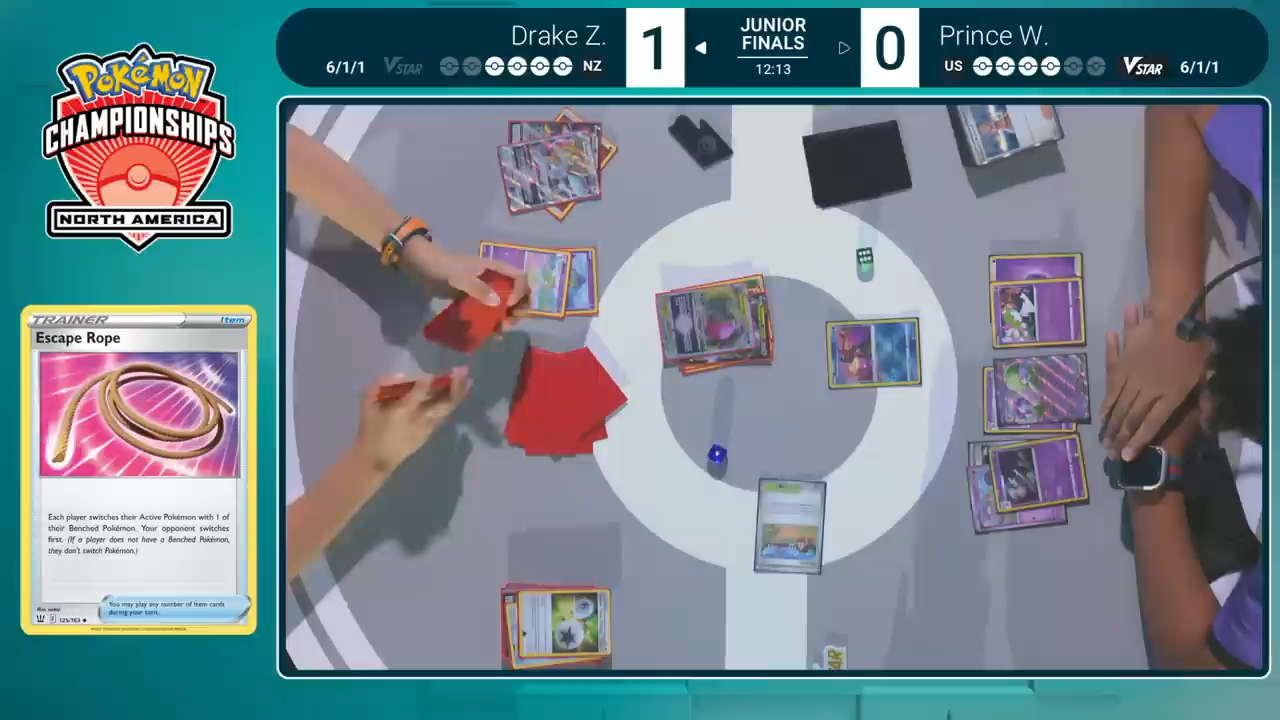 Drake Z.
1
JUNIOR
FINALS
12:13
0
Prince W.
6/1/1
VSTAR
NZ
US
VSTAR
6/1/1
Pokémon
CHAMPIONSHIPS
NORTH AMERICA
TRAINER
Item
Escape Rope
Each player switches their Active Pokémon with 1 of
their Benched Pokémon. Your opponent switches
first. (If a player does not have a Benched Pokémon,
they don't switch Pokémon.)
You may play any number of Item cards
during your turn.
125/163